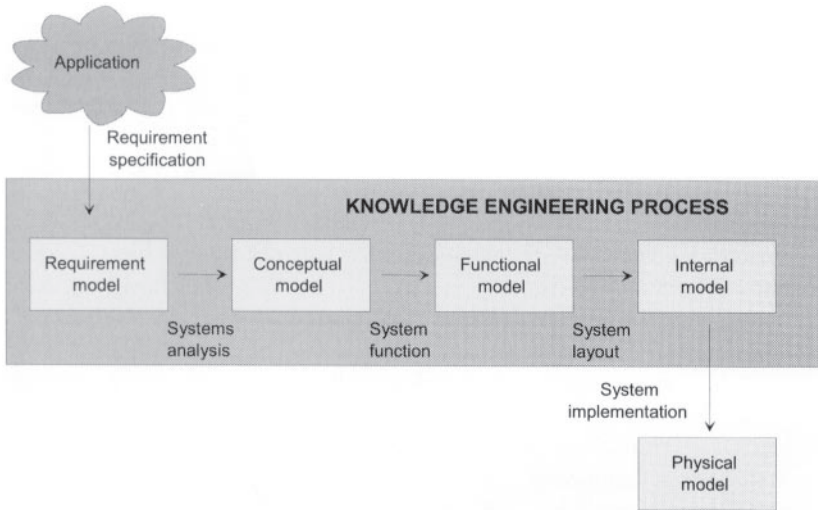 Application
Requirement
specification
KNOWLEDGE ENGINEERING PROCESS
Requirement
model
Conceptual
model
Functional
model
Internal
model
Systems
analysis
System
function
System
layout
System
implementation
Physical
model